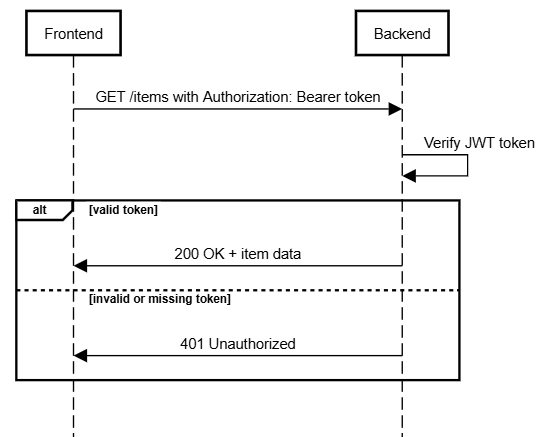 Frontend
Backend
GET /items with Authorization: Bearer token
Verify JWT token
alt
[valid token]
200 OK + item data
[invalid or missing token]
401 Unauthorized